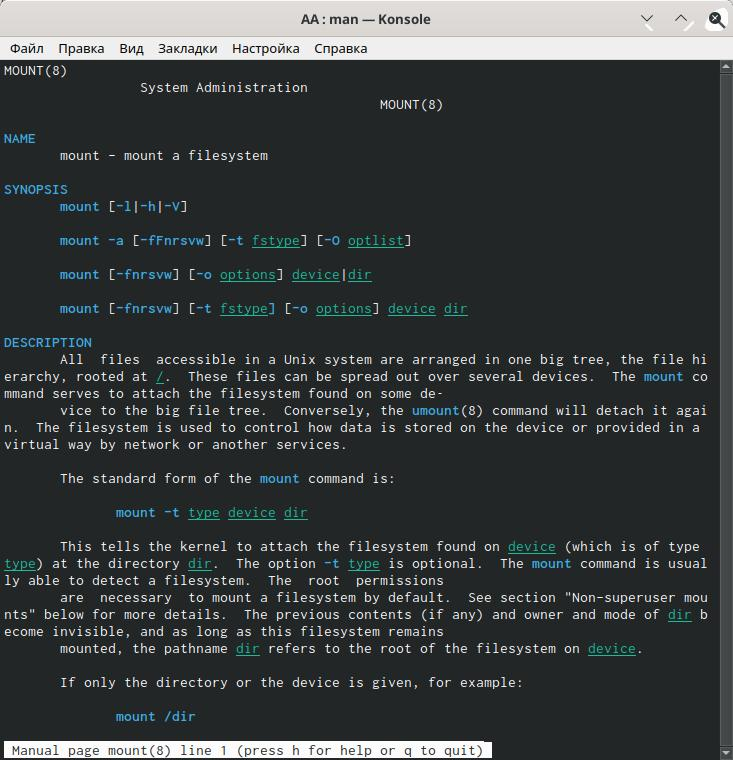 AA : man — Konsole
Файл Правка Вид Закладки Настройка Справка
MOUNT(8)
System Administration
MOUNT(8)
NAME
mount - mount a filesystem
SYNOPSIS
mount [-l|-h|-V]
mount -a [-fFnrsvw] [-t fstype] [-O optlist]
mount [-fnrsvw] [-o options] device|dir
mount [-fnrsvw] [-t fstype] [-o options] device dir
DESCRIPTION
All  files  accessible in a Unix system are arranged in one big tree, the file hi
erarchy, rooted at /.  These files can be spread out over several devices.  The mount co
mmand serves to attach the filesystem found on some de-
vice to the big file tree.  Conversely, the umount(8) command will detach it agai
n.  The filesystem is used to control how data is stored on the device or provided in a
virtual way by network or another services.
The standard form of the mount command is:
mount -t type device dir
This tells the kernel to attach the filesystem found on device (which is of type
type) at the directory dir.  The option -t type is optional.  The mount command is usual
ly able to detect a filesystem.  The  root  permissions
are  necessary  to mount a filesystem by default.  See section "Non-superuser mou
nts" below for more details.  The previous contents (if any) and owner and mode of dir b
ecome invisible, and as long as this filesystem remains
mounted, the pathname dir refers to the root of the filesystem on device.
If only the directory or the device is given, for example:
mount /dir
Manual page mount(8) line 1 (press h for help or q to quit)